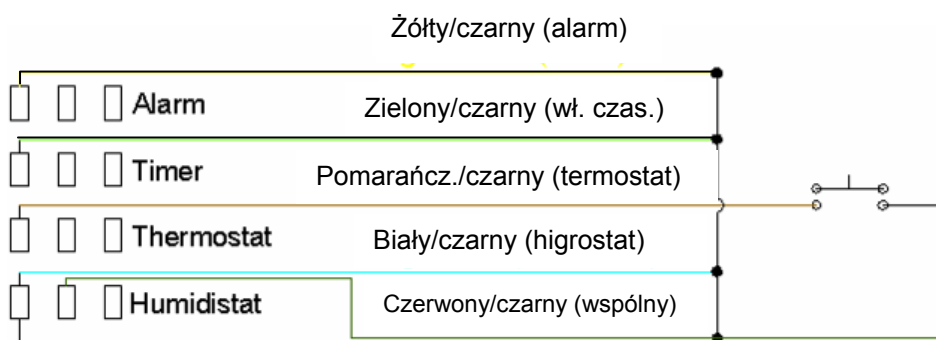 Żółty/czarny (alarm)
Alarm
Zielony/czarny (wł. czas.)
Timer
Pomarańcz./czarny (termostat)
Thermostat
Biały/czarny (higrostat)
Humidistat
Czerwony/czarny (wspólny)